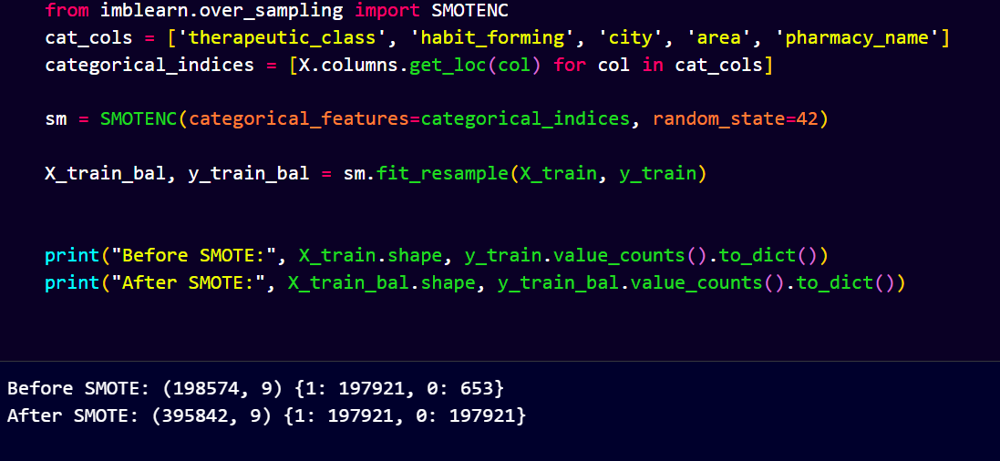 from imblearn.over_sampling import SMOTENC
cat_cols = ['therapeutic_class', 'habit_forming', 'city', 'area', 'pharmacy_name']
categorical_indices = [X.columns.get_loc(col) for col in cat_cols]
sm = SMOTENC(categorical_features=categorical_indices, random_state=42)
X_train_bal, y_train_bal = sm.fit_resample(X_train, y_train)
print("Before SMOTE:", X_train.shape, y_train.value_counts().to_dict())
print("After SMOTE:", X_train_bal.shape, y_train_bal.value_counts().to_dict())
Before SMOTE: (198574, 9) {1: 197921, 0: 653}
After SMOTE: (395842, 9) {1: 197921, 0: 197921}